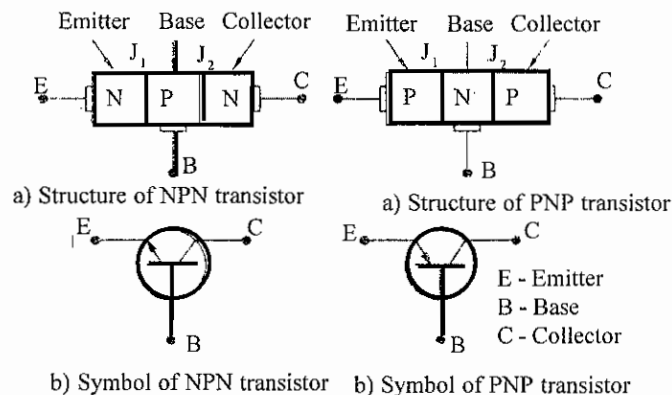 Emitter Base Collector
J1 J2
E N P N C
B
a) Structure of NPN transistor
Emitter Base Collector
J1 J2
E P N P C
B
a) Structure of PNP transistor
E C
B
b) Symbol of NPN transistor
E C
B
E - Emitter
B - Base
C - Collector
b) Symbol of PNP transistor